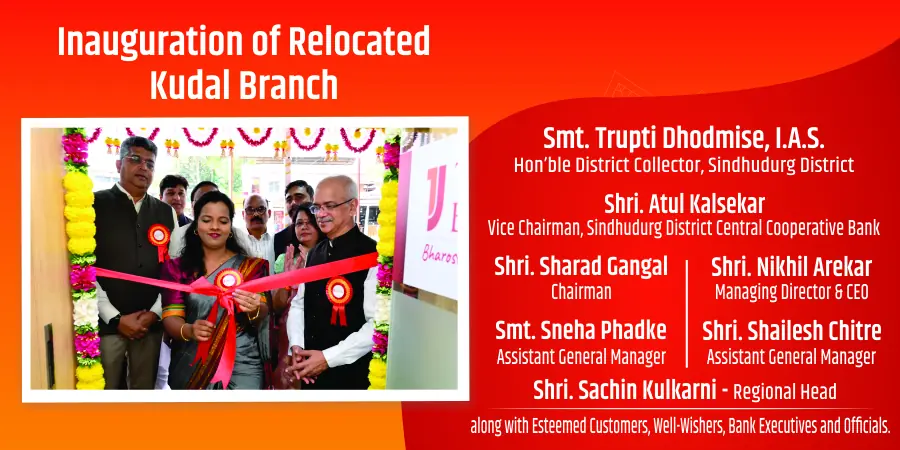 Inauguration of Relocated
Kudal Branch
Smt. Trupti Dhodmise, I.A.S.
Hon'ble District Collector, Sindhudurg District
Shri. Atul Kalsekar
Vice Chairman, Sindhudurg District Central Cooperative Bank
Shri. Sharad Gangal
Chairman
Shri. Nikhil Arekar
Managing Director & CEO
Smt. Sneha Phadke
Assistant General Manager
Shri. Shailesh Chitre
Assistant General Manager
Shri. Sachin Kulkarni - Regional Head
along with Esteemed Customers, Well-Wishers, Bank Executives and Officials.